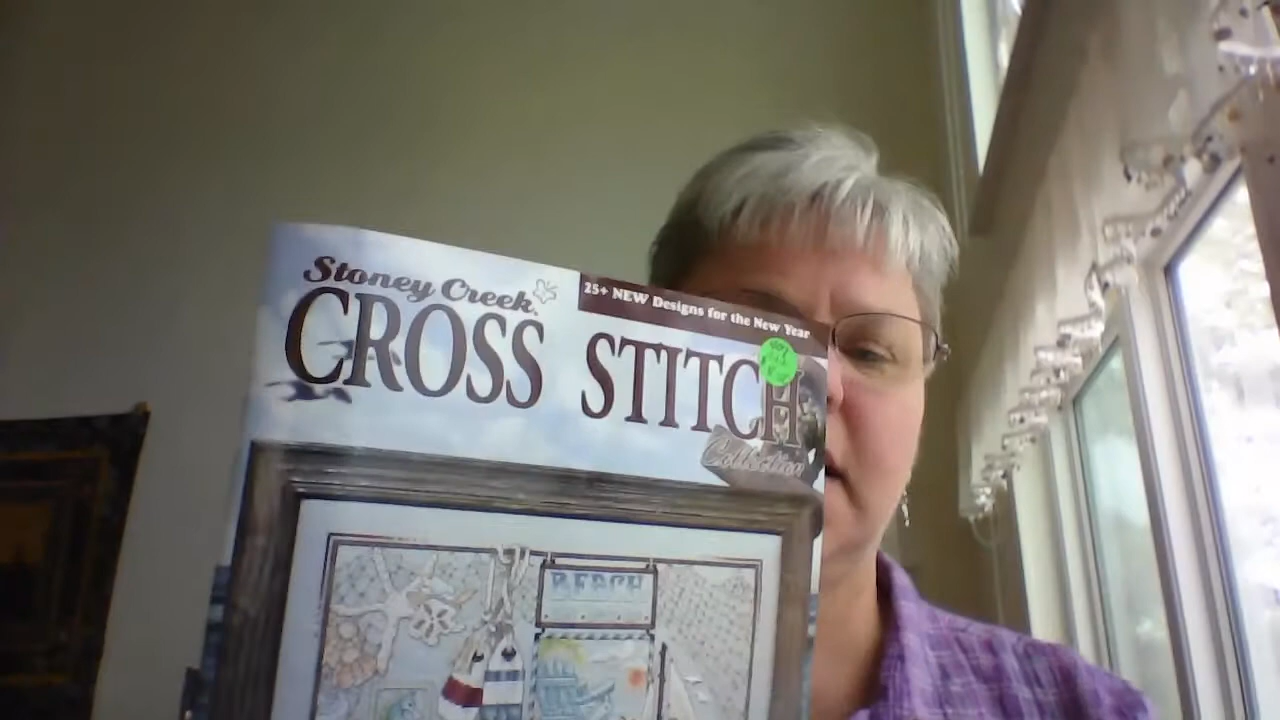 Stoney Creek
25+ NEW Designs for the New Year
CROSS STITCH
Collection
BEACH